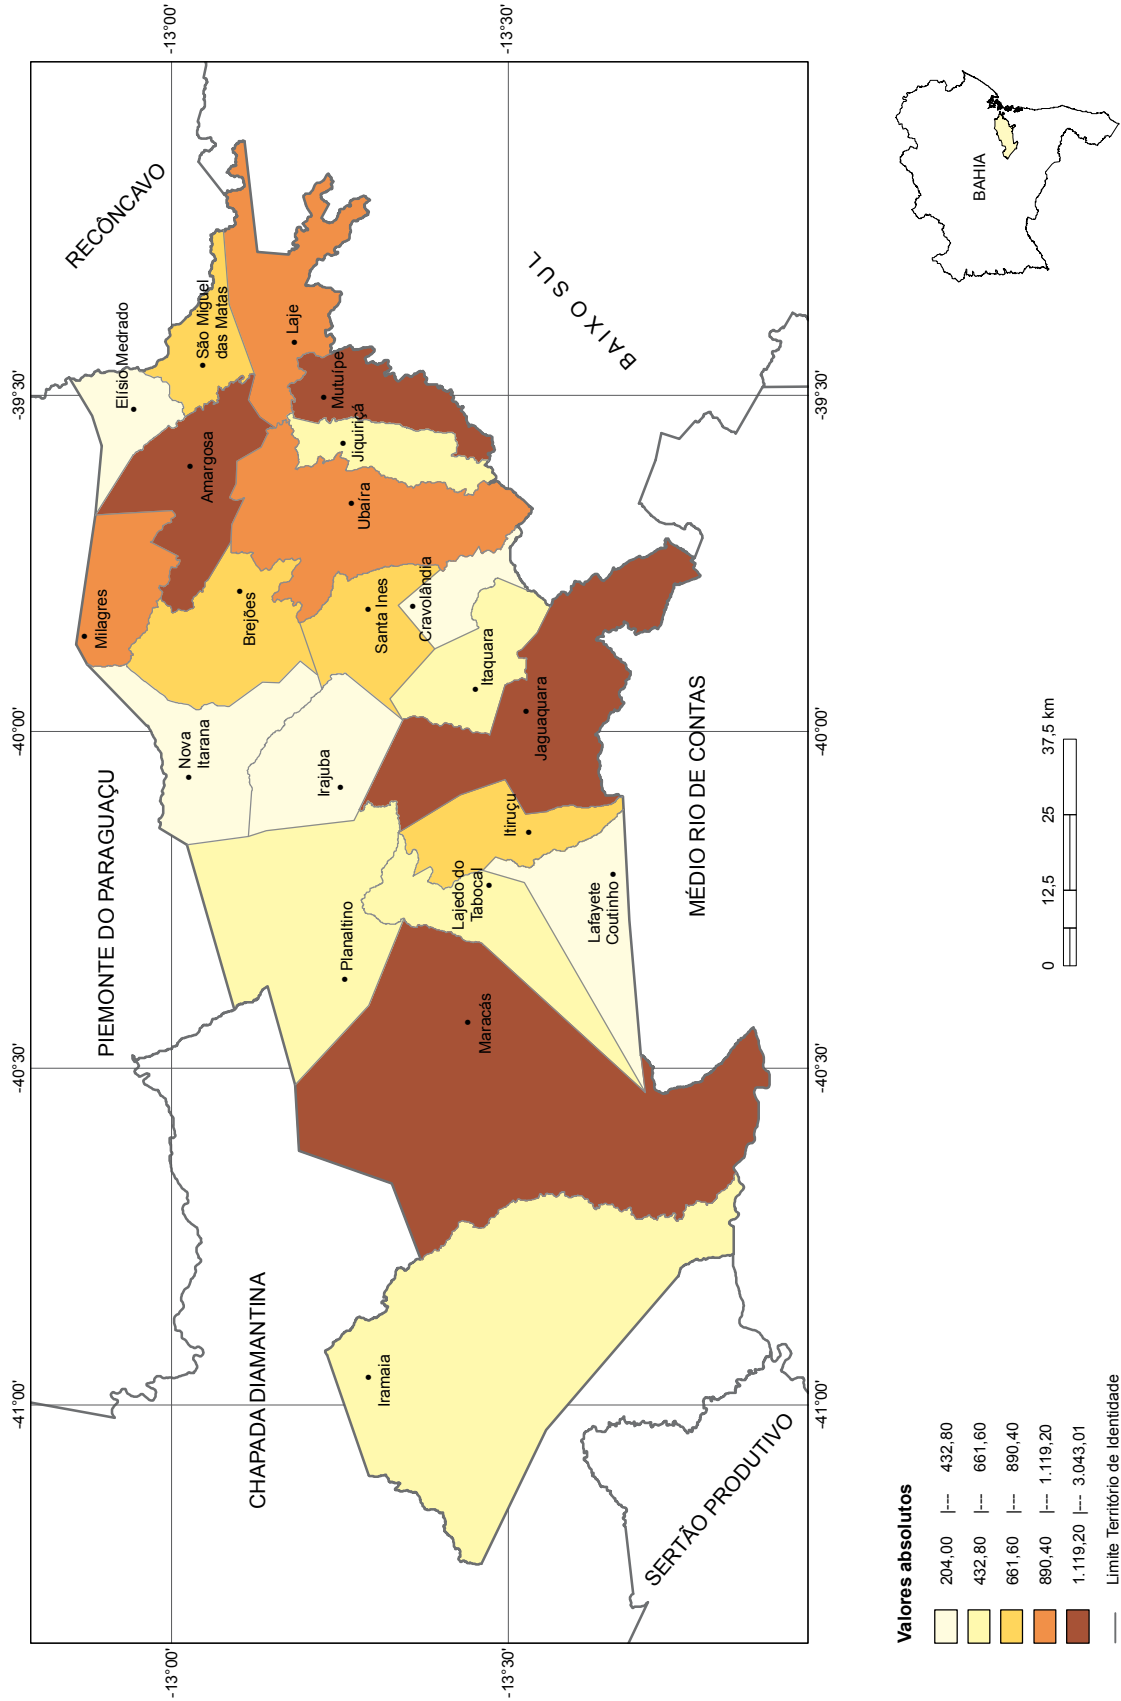 -41°00'
-40°30'
-40°00'
-39°30'
-13°00'
-13°00'
-13°30'
-13°30'
PIEMONTE DO PARAGUAÇU
RECÔNCAVO
CHAPADA DIAMANTINA
BAIXO SUL
MÉDIO RIO DE CONTAS
SERTÃO PRODUTIVO
Milagres
Elísio Medrado
São Miguel
das Matas
Amargosa
Nova
Itarana
Brejões
Laje
Mutuípe
Jiquiriçá
Ubaíra
Irajuba
Santa Ines
Cravolândia
Planaltino
Itaquara
Jaguaquara
Itiruçu
Lajedo do
Tabocal
Lafayete
Coutinho
Maracás
Iramaia
Valores absolutos
204,00 |--- 432,80
432,80 |--- 661,60
661,60 |--- 890,40
890,40 |--- 1.119,20
1.119,20 |--- 3.043,01
Limite Território de Identidade
0 12,5 25 37,5 km
BAHIA